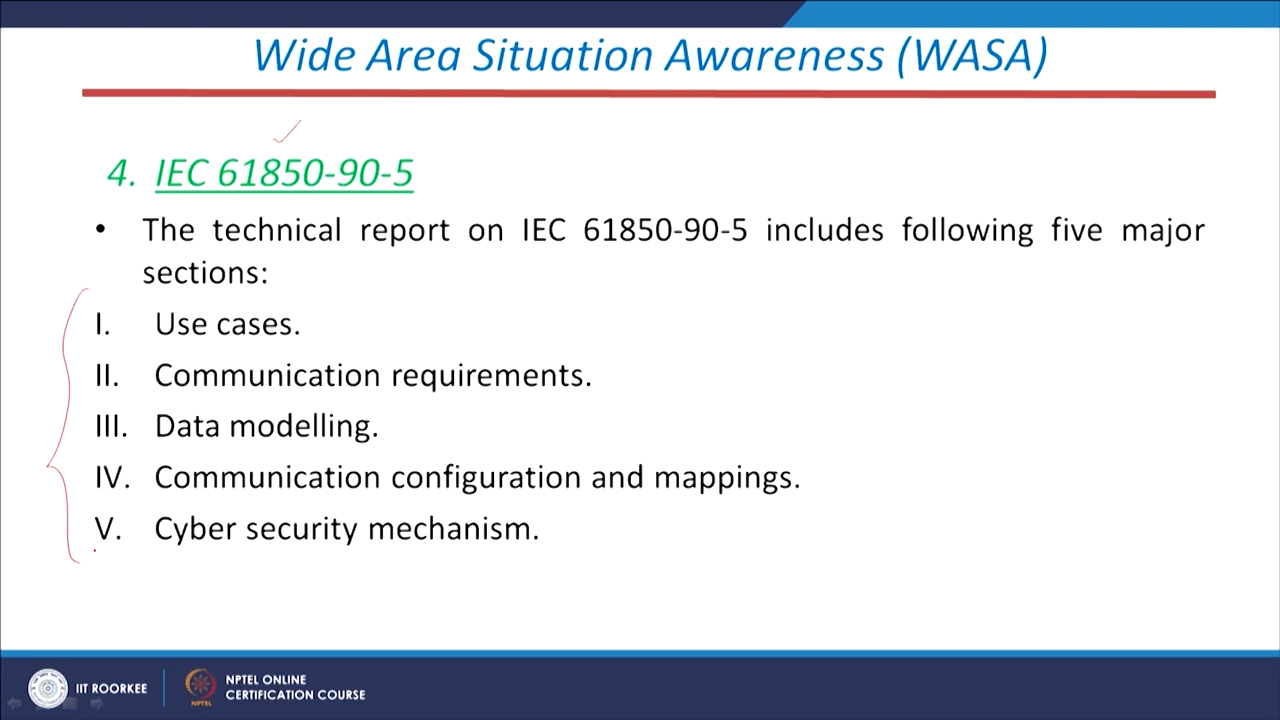 Wide Area Situation Awareness (WASA)
4. IEC 61850-90-5
• The technical report on IEC 61850-90-5 includes following five major
sections:
I. Use cases.
II. Communication requirements.
III. Data modelling.
IV. Communication configuration and mappings.
V. Cyber security mechanism.
IIT ROORKEE
NPTEL ONLINE
CERTIFICATION COURSE
NPTEL